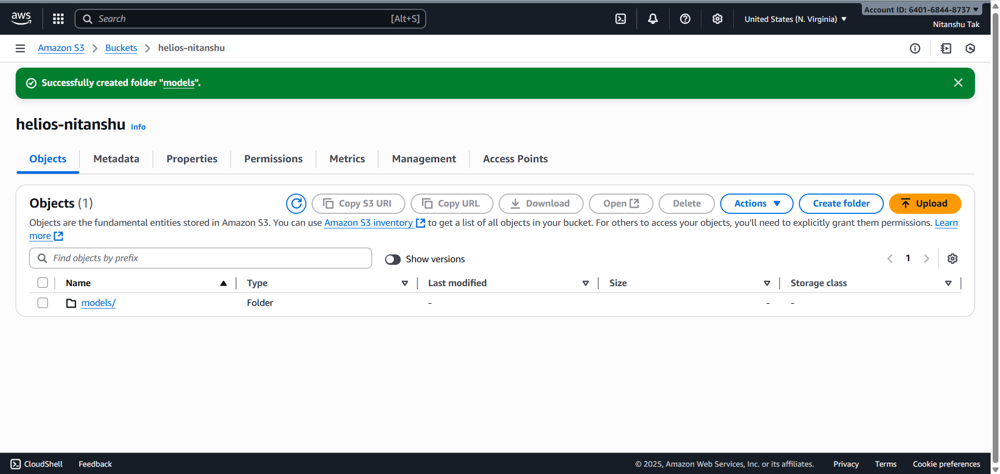 aws
Search [Alt+S]
United States (N. Virginia)
Account ID: 6401-6844-8737
Nitanshu Tak
Amazon S3 Buckets helios-nitanshu
Successfully created folder "models".
helios-nitanshu Info
Objects Metadata Properties Permissions Metrics Management Access Points
Objects (1)
Copy S3 URI Copy URL Download Open Delete Actions Create folder Upload
Objects are the fundamental entities stored in Amazon S3. You can use Amazon S3 inventory to get a list of all objects in your bucket. For others to access your objects, you'll need to explicitly grant them permissions. Learn
more
Find objects by prefix
Show versions
1
Name Type Last modified Size Storage class
models/ Folder - - -
CloudShell Feedback © 2025, Amazon Web Services, Inc. or its affiliates. Privacy Terms Cookie preferences